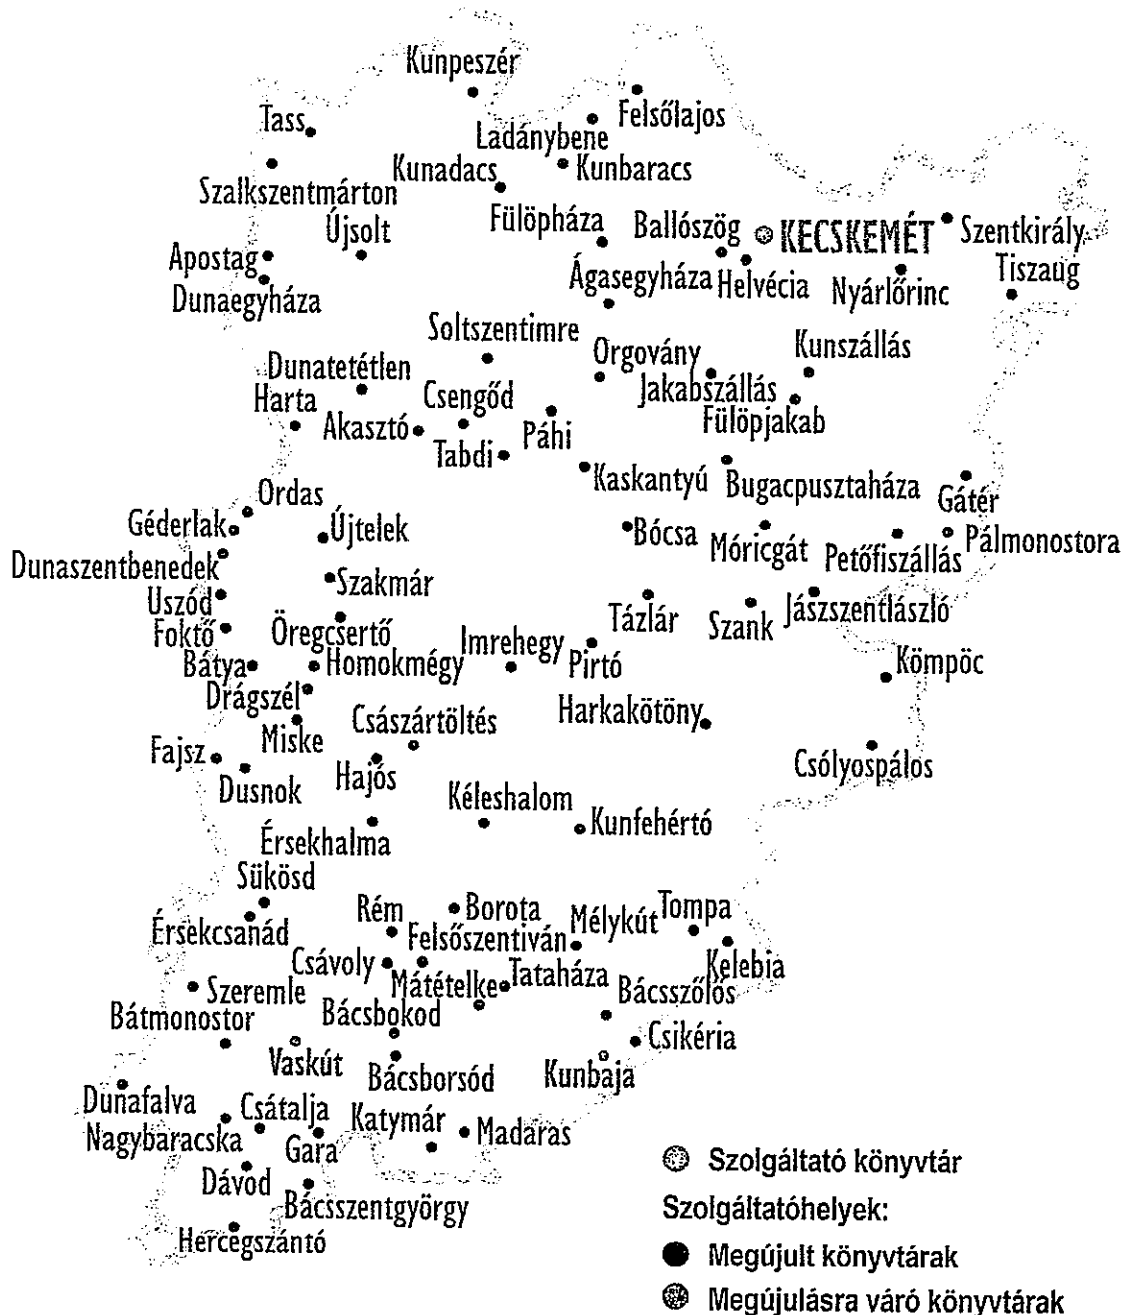 Kunpeszér
Tass
Felsőlajos
Ladánybene
Kunadacs
Kunbaracs
Szalkszentmárton
Fülöpháza
Ballószög
KECSKEMÉT
Szentkirály
Újsolt
Apostag
Tiszaug
Ágasegyháza
Helvécia
Nyárlőrinc
Dunaegyháza
Soltszentimre
Orgovány
Kunszállás
Dunatetétlen
Jakabszállás
Harta
Csengőd
Fülöpjakab
Akasztó
Páhi
Tabdi
Kaskantyú
Bugacpusztaháza
Ordas
Gátér
Géderlak
Újtelek
Bócsa
Móricgát
Petőfiszállás
Pálmonostora
Dunaszentbenedek
Szakmár
Uszód
Tázlár
Szank
Jászszentlászló
Foktő
Öregcsertő
Imrehegy
Pirtó
Kömpöc
Bátya
Homokmégy
Drágszél
Harkakötöny
Császártöltés
Miske
Fajsz
Csólyospálos
Dusnok
Hajós
Kéleshalom
Kunfehértó
Érsekhalma
Sükösd
Rém
Borota
Mélykút
Tompa
Érsekcsanád
Felsőszentiván
Csávoly
Kelebia
Mátételke
Tataháza
Szeremle
Bácsszőlős
Bátmonostor
Bácsbokod
Csikéria
Vaskút
Bácsborsód
Kunbaja
Dunafalva
Csátalja
Katymár
Nagybaracska
Gara
Madaras
Dávod
Bácsszentgyörgy
Hercegszántó
Szolgáltató könyvtár
Szolgáltatóhelyek:
Megújult könyvtárak
Megújulásra váró könyvtárak